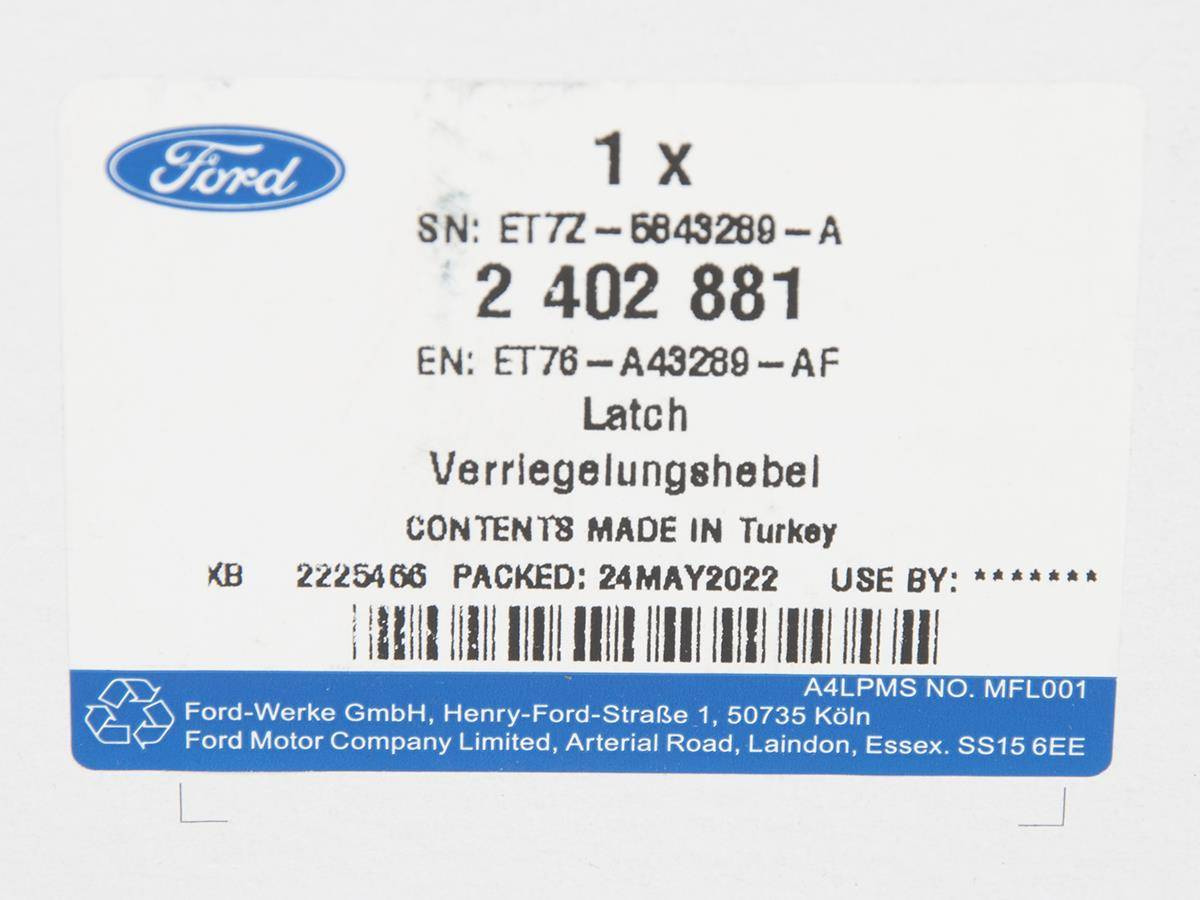 Ford
1 x
SN: ET7Z-5843289-A
2 402 881
EN: ET76-A43289-AF
Latch
Verriegelungshebel
CONTENTS MADE IN Turkey
XB 2225466 PACKED: 24MAY2022 USE BY: *******
A4LPMS NO. MFL001
Ford-Werke GmbH, Henry-Ford-Straße 1, 50735 Köln
Ford Motor Company Limited, Arterial Road, Laindon, Essex. SS15 6EE